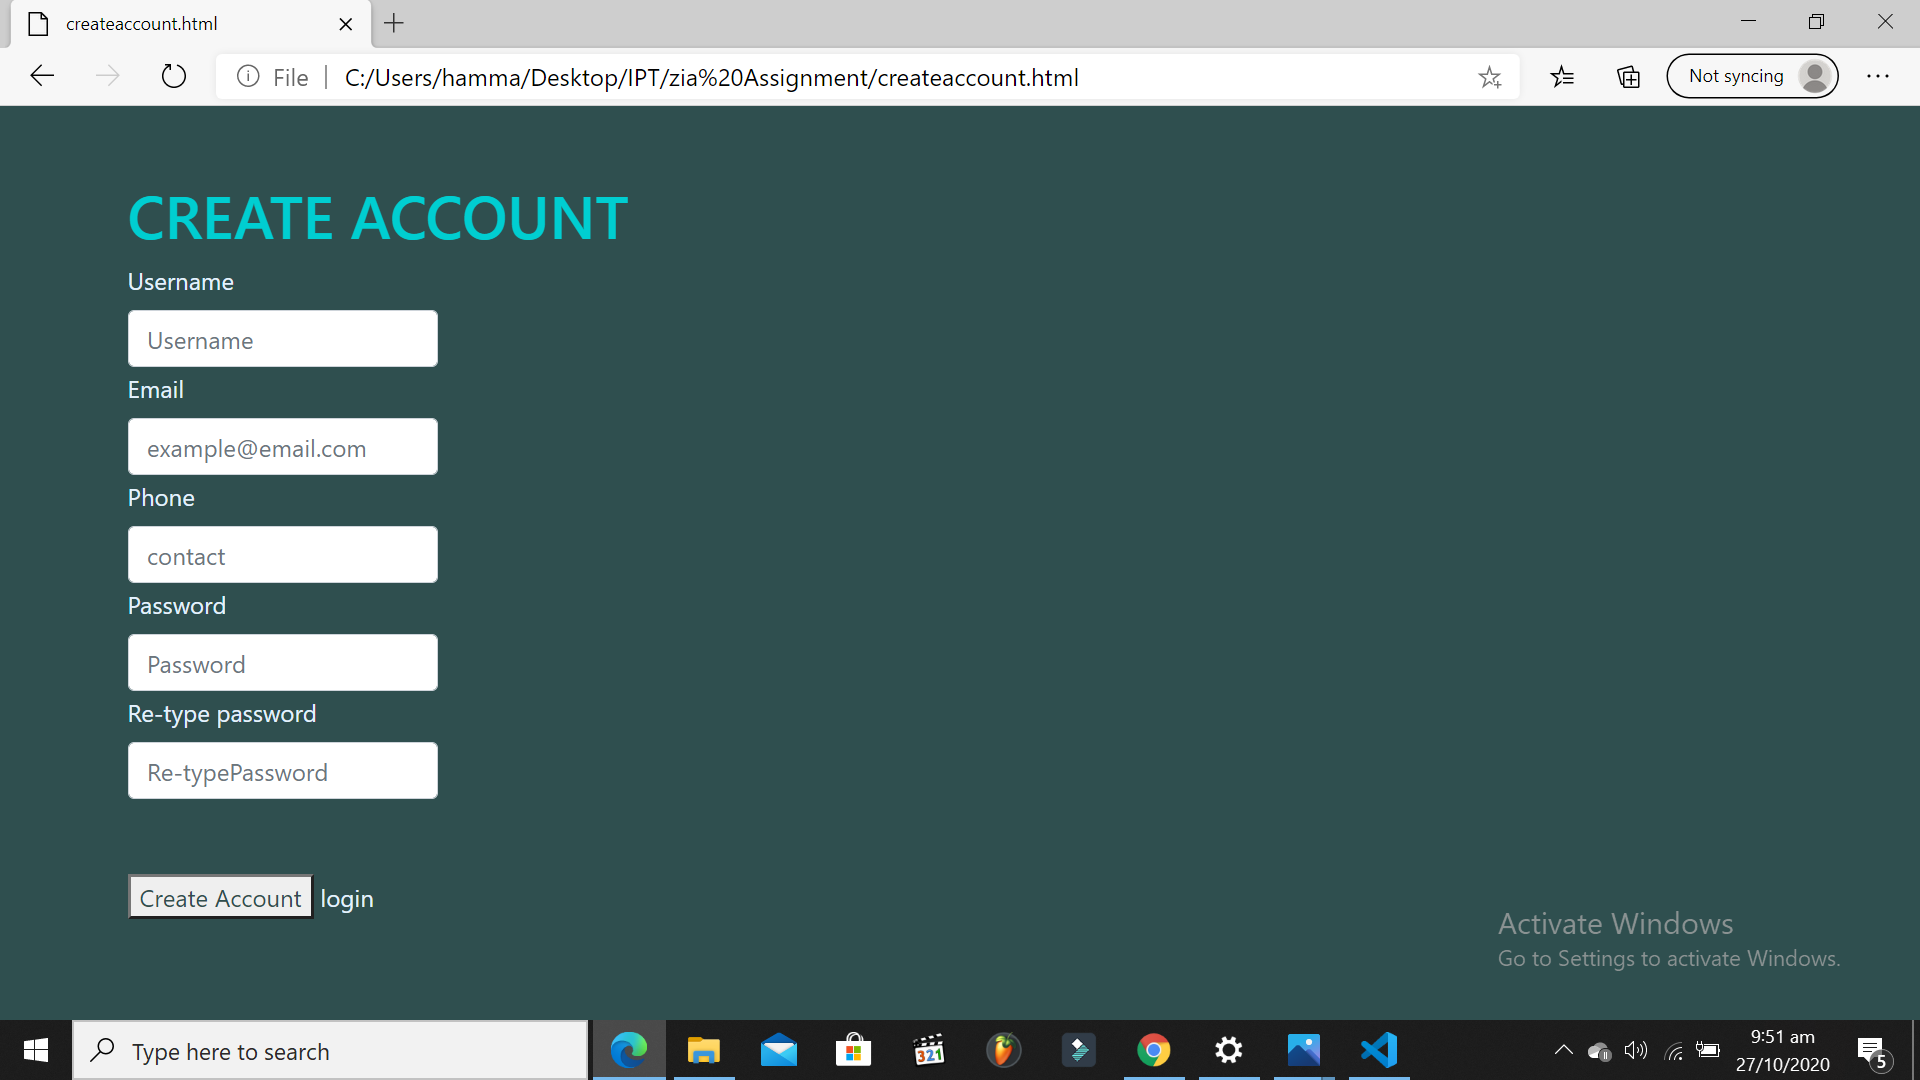 createaccount.html
File | C:/Users/hamma/Desktop/IPT/zia%20Assignment/createaccount.html
Not syncing
CREATE ACCOUNT
Username
Username
Email
example@email.com
Phone
contact
Password
Password
Re-type password
Re-typePassword
Create Account login
Activate Windows
Go to Settings to activate Windows.
Type here to search
321
9:51 am
27/10/2020
5